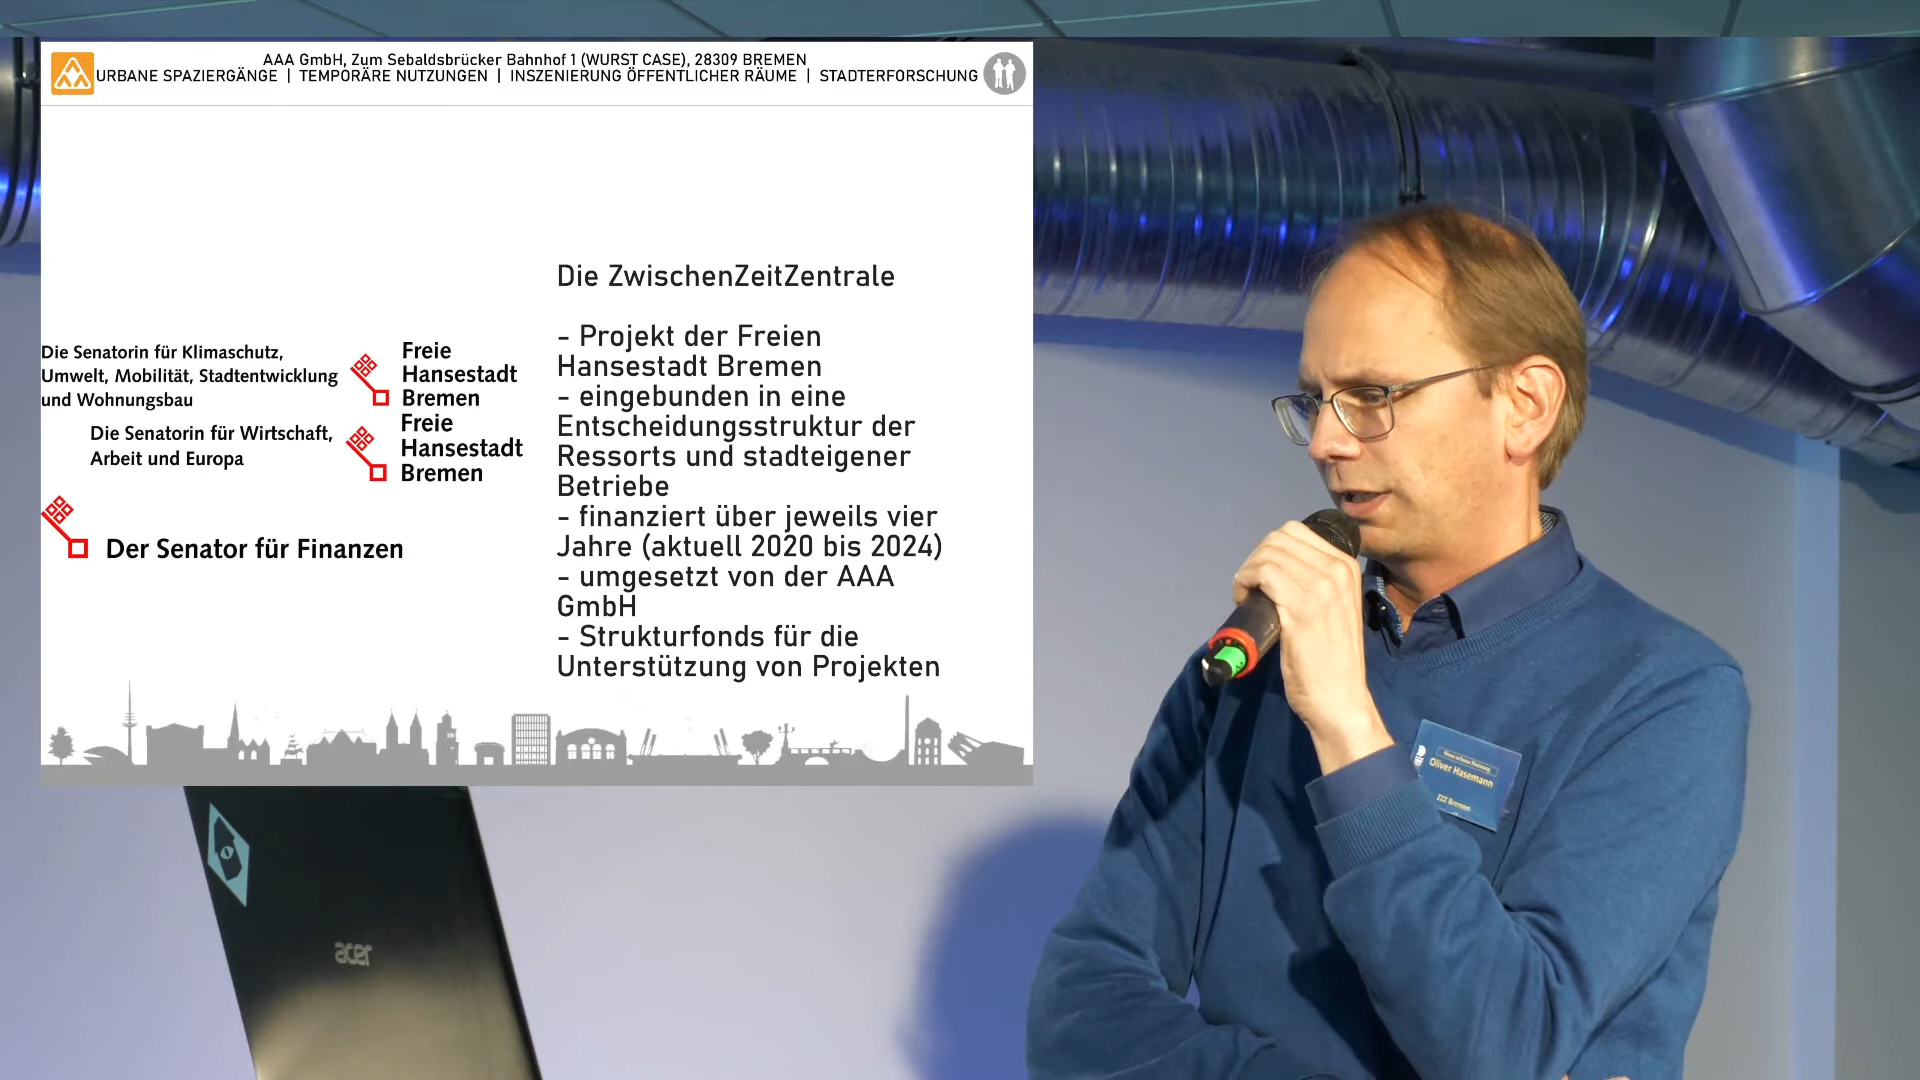 AAA GmbH, Zum Sebaldsbrücker Bahnhof 1 (WURST CASE), 28309 BREMEN
URBANE SPAZIERGÄNGE | TEMPORÄRE NUTZUNGEN | INSZENIERUNG ÖFFENTLICHER RÄUME | STADTERFORSCHUNG
Die Senatorin für Klimaschutz,
Umwelt, Mobilität, Stadtentwicklung
und Wohnungsbau
Freie
Hansestadt
Bremen
Die Senatorin für Wirtschaft,
Arbeit und Europa
Freie
Hansestadt
Bremen
Der Senator für Finanzen
Die ZwischenZeitZentrale
- Projekt der Freien
Hansestadt Bremen
- eingebunden in eine
Entscheidungsstruktur der
Ressorts und stadteigener
Betriebe
- finanziert über jeweils vier
Jahre (aktuell 2020 bis 2024)
- umgesetzt von der AAA
GmbH
- Strukturfonds für die
Unterstützung von Projekten
acer
Oliver Hasemann
ZZZ Bremen